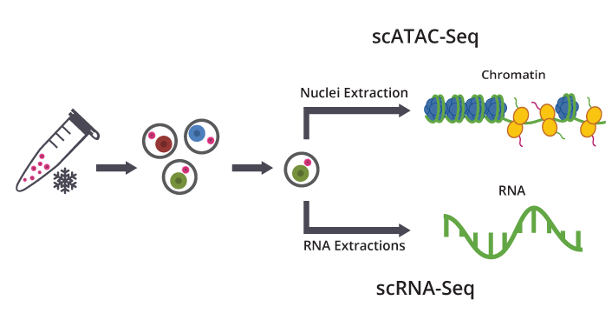 scATAC-Seq
Chromatin
Nuclei Extraction
RNA
RNA Extractions
scRNA-Seq